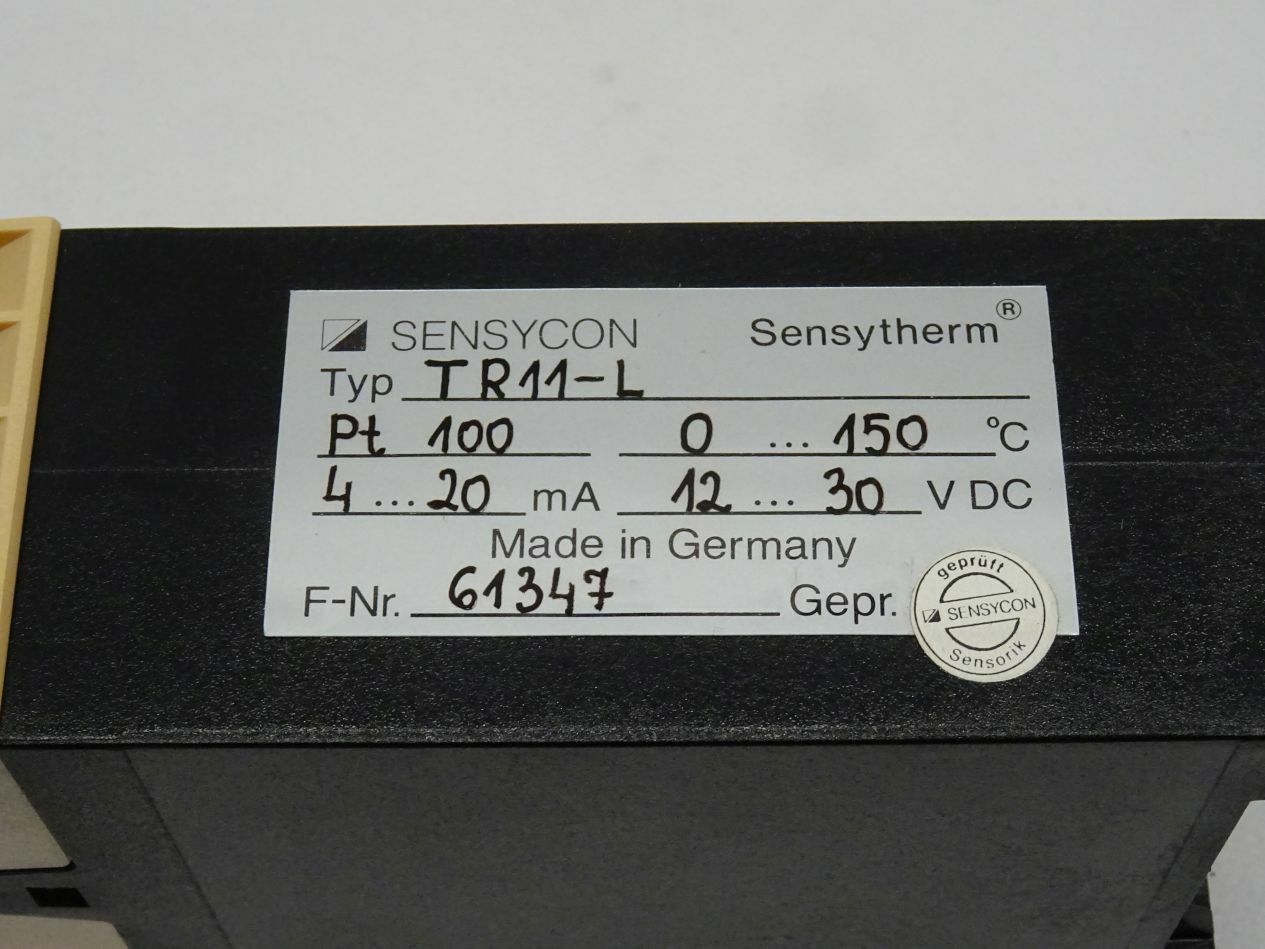 SENSYCON Sensytherm®
Typ TR11-L
Pt 100 0 ... 150 °C
4 ... 20 mA 12 ... 30 V DC
Made in Germany
F-Nr. 61347 Gepr.
geprüft
SENSYCON
Sensorik